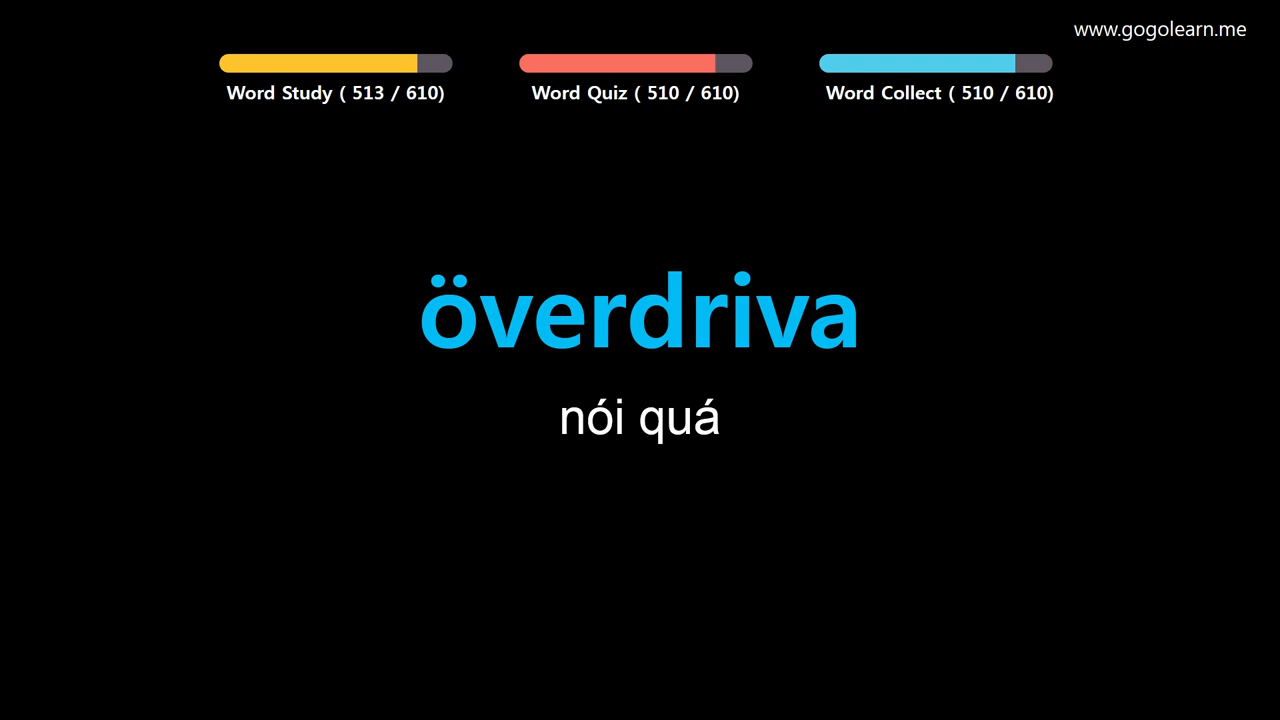 www.gogolearn.me
Word Study ( 513 / 610)
Word Quiz ( 510 / 610)
Word Collect ( 510 / 610)
överdriva
nói quá